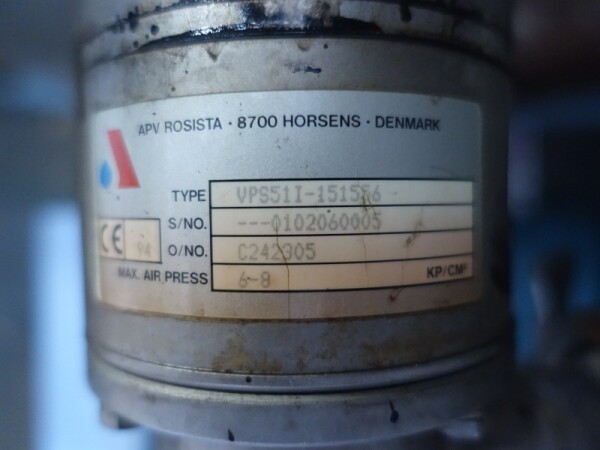 APV ROSISTA · 8700 HORSENS · DENMARK
TYPE VPS51I-151556
S/NO. ---0102060005
CE 94
O/NO. C242305
MAX. AIR PRESS 6-8 KP/CM²